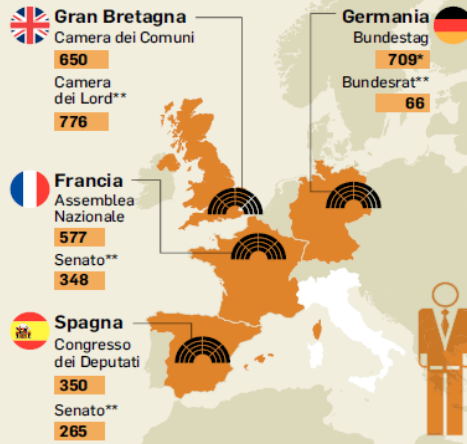 Gran Bretagna
Camera dei Comuni
650
Camera
dei Lord**
776
Germania
Bundestag
709*
Bundesrat**
66
Francia
Assemblea
Nazionale
577
Senato**
348
Spagna
Congresso
dei Deputati
350
Senato**
265